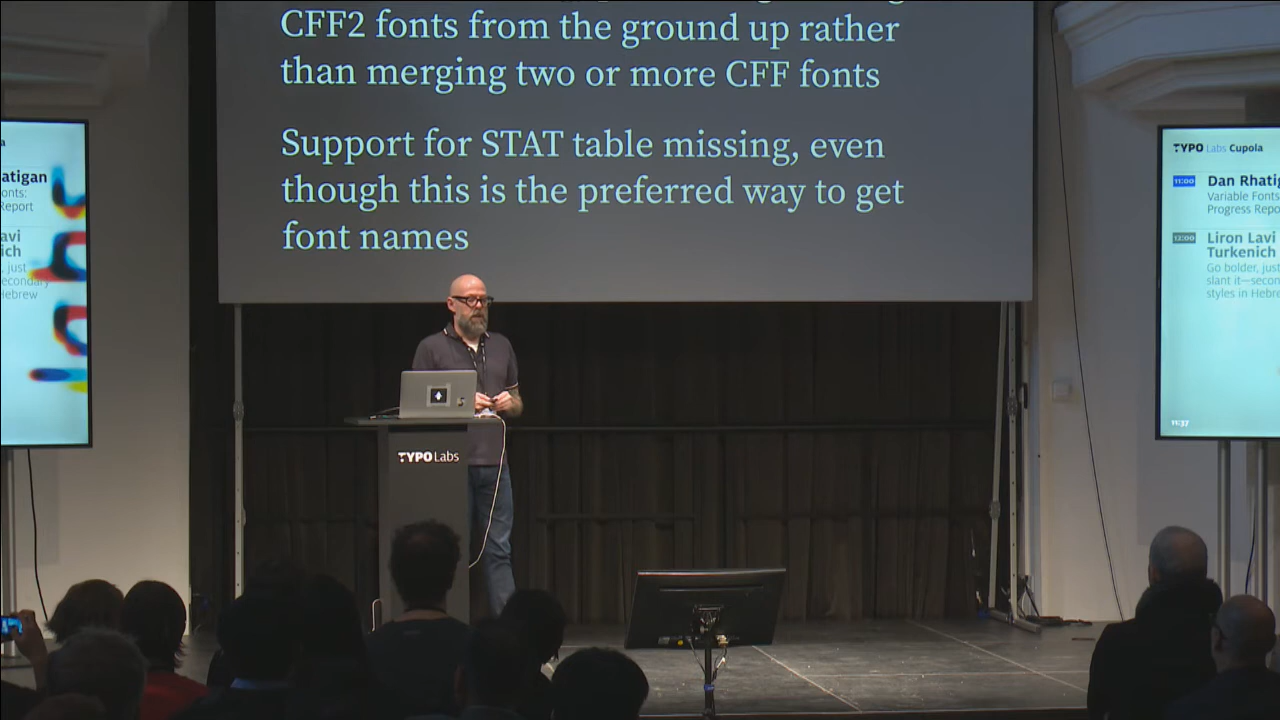 CFF2 fonts from the ground up rather
than merging two or more CFF fonts
Support for STAT table missing, even
though this is the preferred way to get
font names
a
atigan
onts:
Report
avi
ich
, just
econdary
Hebrew
TYPO Labs
TYPO Labs Cupola
11:00 Dan Rhatig
Variable Fonts
Progress Repo
12:00 Liron Lavi
Turkenich
Go bolder, just
slant it—secon
styles in Hebre
11:37